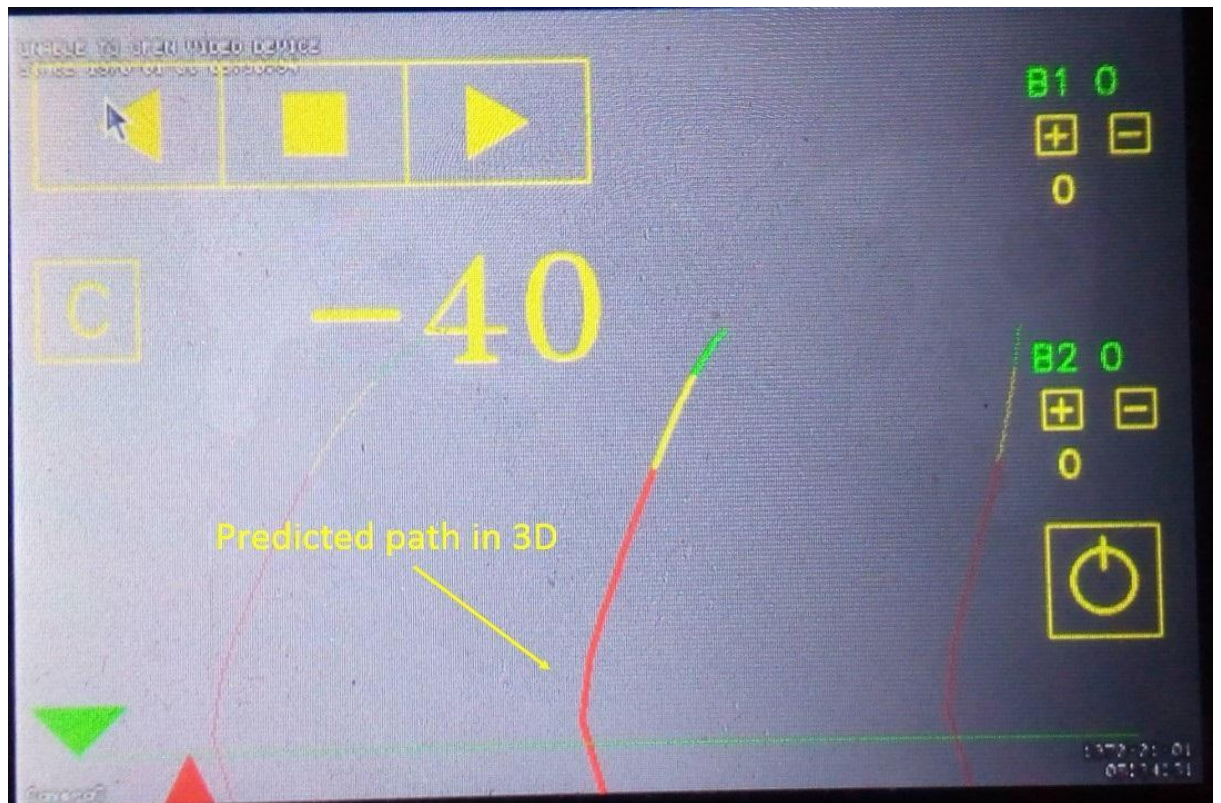 UNABLE TO OPEN VIDEO DEVICE
B1 0
+ −
0
C
−40
B2 0
+ −
0
Predicted path in 3D